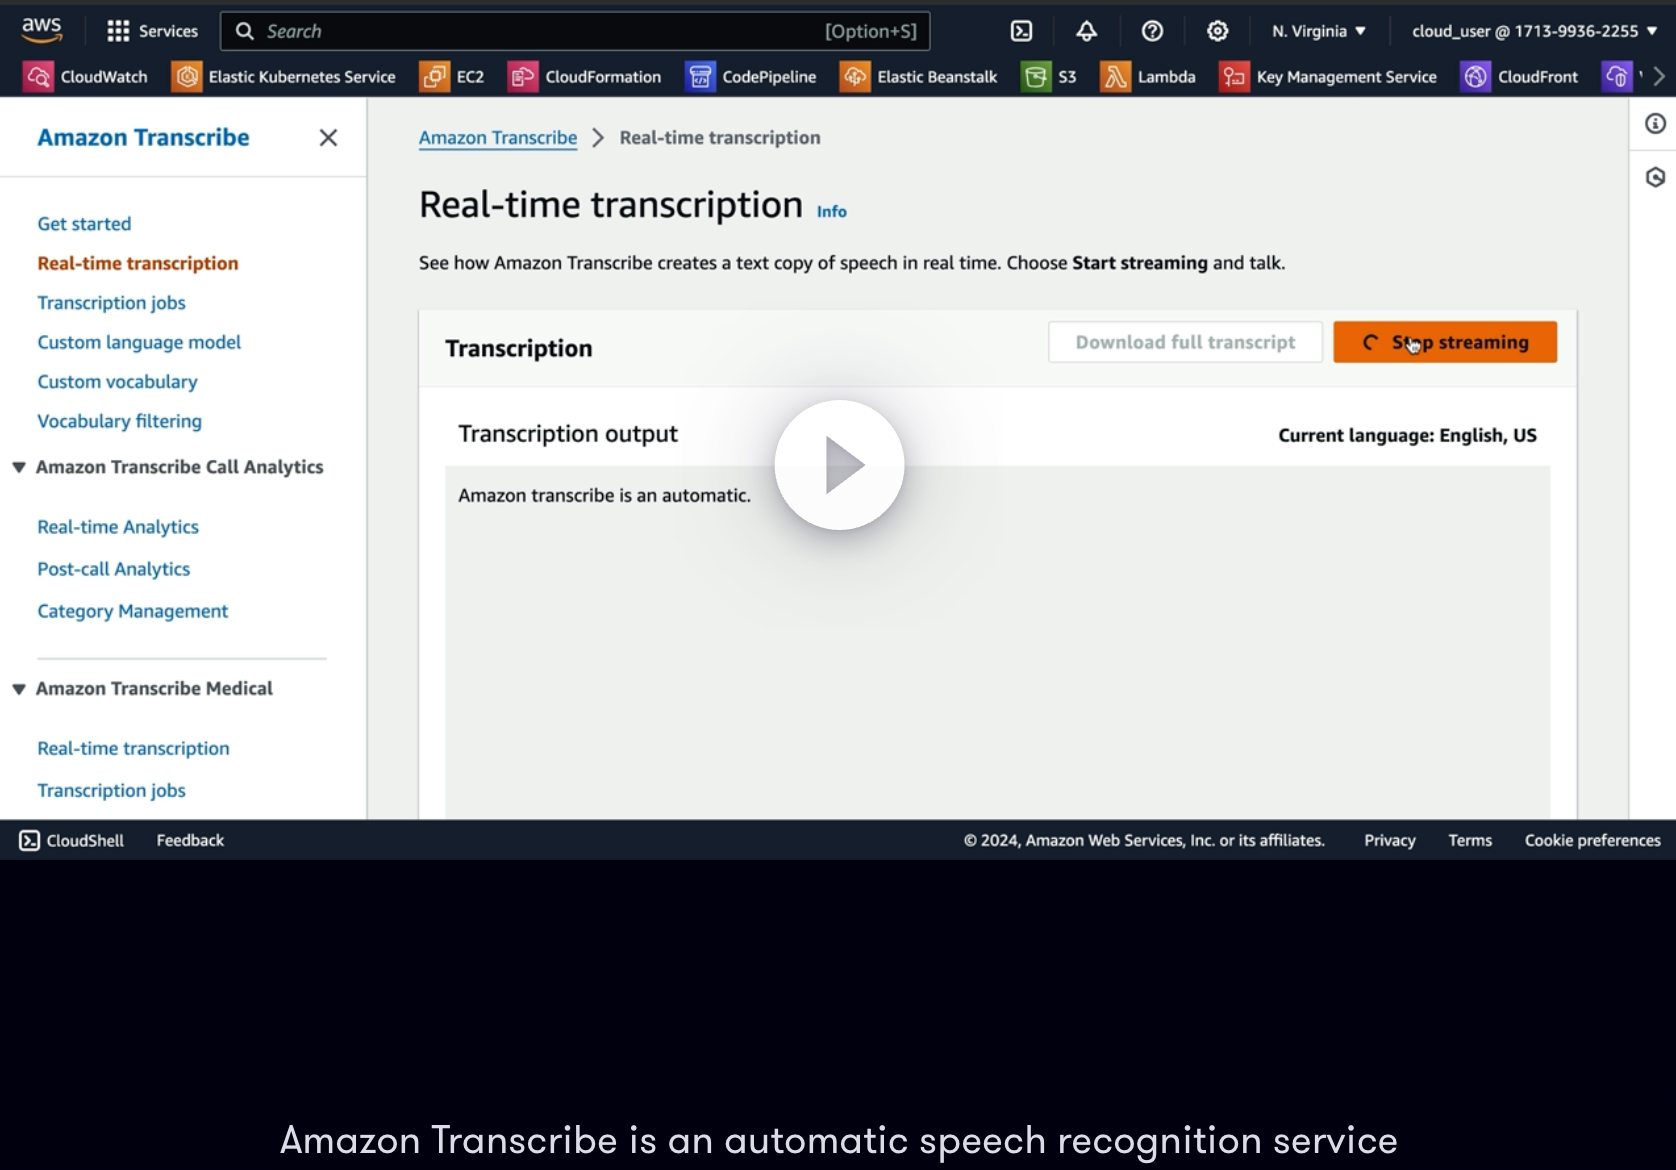 aws
Services
Search
[Option+S]
N. Virginia
cloud_user @ 1713-9936-2255
CloudWatch
Elastic Kubernetes Service
EC2
CloudFormation
CodePipeline
Elastic Beanstalk
S3
Lambda
Key Management Service
CloudFront
Amazon Transcribe
Get started
Real-time transcription
Transcription jobs
Custom language model
Custom vocabulary
Vocabulary filtering
Amazon Transcribe Call Analytics
Real-time Analytics
Post-call Analytics
Category Management
Amazon Transcribe Medical
Real-time transcription
Transcription jobs
Amazon Transcribe > Real-time transcription
Real-time transcription Info
See how Amazon Transcribe creates a text copy of speech in real time. Choose Start streaming and talk.
Transcription
Download full transcript
Stop streaming
Transcription output
Current language: English, US
Amazon transcribe is an automatic.
CloudShell
Feedback
© 2024, Amazon Web Services, Inc. or its affiliates.
Privacy
Terms
Cookie preferences
Amazon Transcribe is an automatic speech recognition service